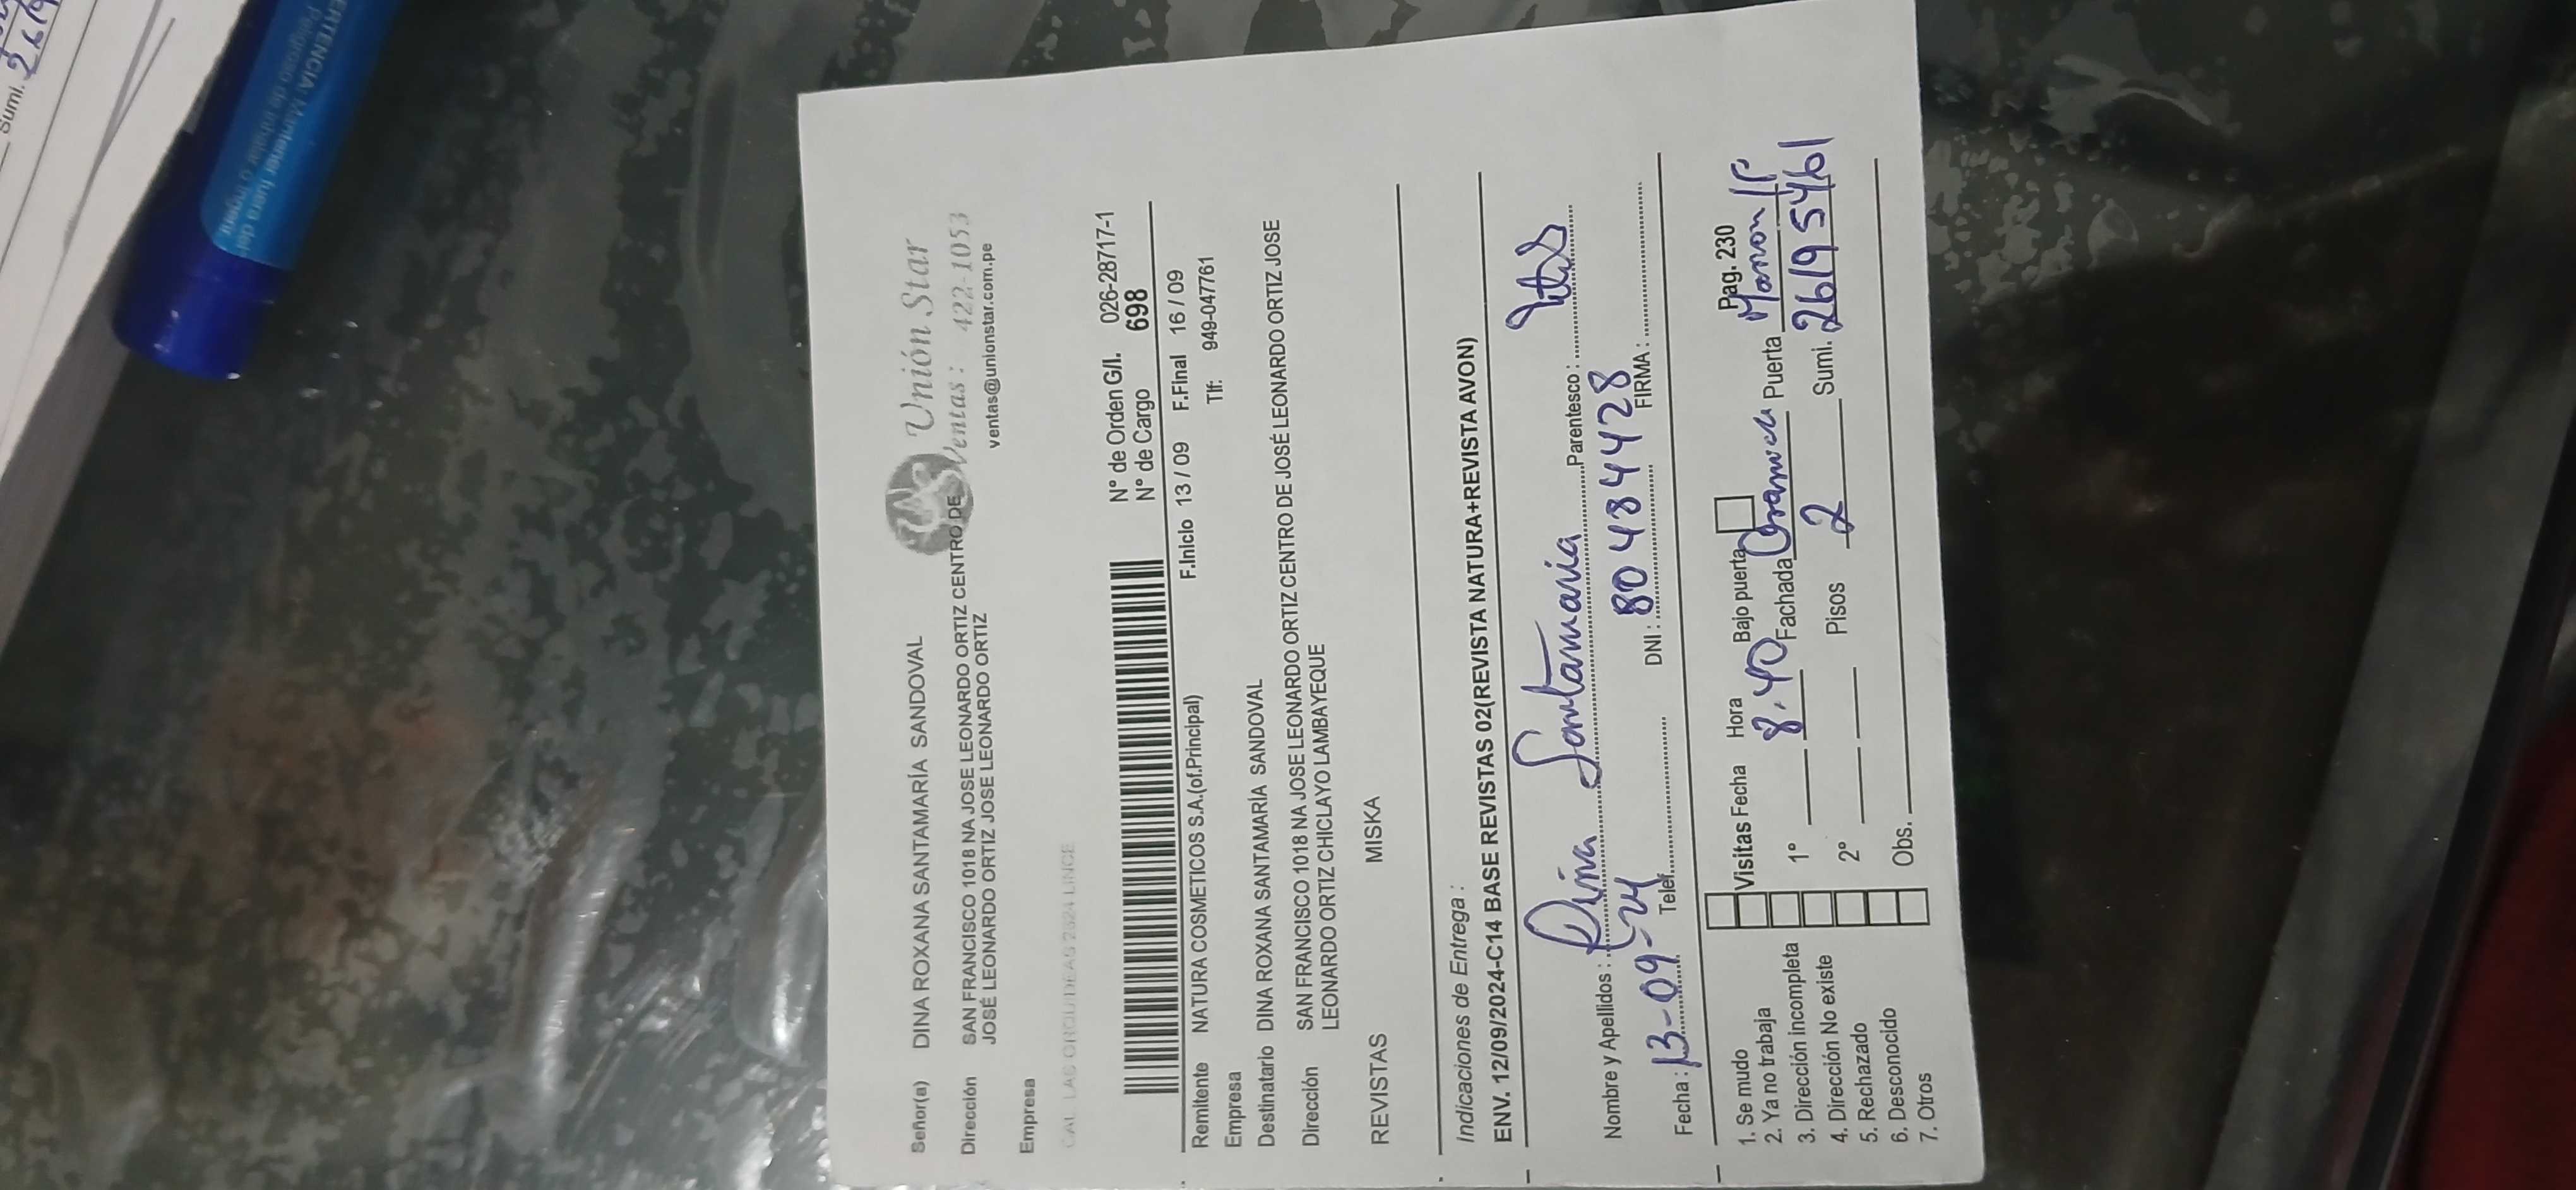 Unión Star
Ventas: 422-1053
ventas@unionstar.com.pe
Señor(a) DINA ROXANA SANTAMARÍA SANDOVAL
Dirección SAN FRANCISCO 1018 NA JOSE LEONARDO ORTIZ CENTRO DE
JOSÉ LEONARDO ORTIZ JOSE LEONARDO ORTIZ
Empresa
N° de Orden G/I. 026-28717-1
N° de Cargo 698
F.Inicio 13 / 09 F.Final 16 / 09
Remitente NATURA COSMETICOS S.A.(of.Principal) Tlf: 949-047761
Empresa
Destinatario DINA ROXANA SANTAMARÍA SANDOVAL
Dirección SAN FRANCISCO 1018 NA JOSE LEONARDO ORTIZ CENTRO DE JOSÉ LEONARDO ORTIZ JOSE
LEONARDO ORTIZ CHICLAYO LAMBAYEQUE
REVISTAS MISKA
Indicaciones de Entrega :
ENV. 12/09/2024-C14 BASE REVISTAS 02(REVISTA NATURA+REVISTA AVON)
Nombre y Apellidos : Dina Santamaria Parentesco :
Fecha : 13-09-24 Telef. DNI : 80484428 FIRMA :
Pag. 230
Visitas Fecha Hora Bajo puerta
1° 8.40 Fachada Puerta Marron
2° Pisos 2 Sumi. 26195461
Obs.
1. Se mudo
2. Ya no trabaja
3. Dirección incompleta
4. Dirección No existe
5. Rechazado
6. Desconocido
7. Otros
Sumi.